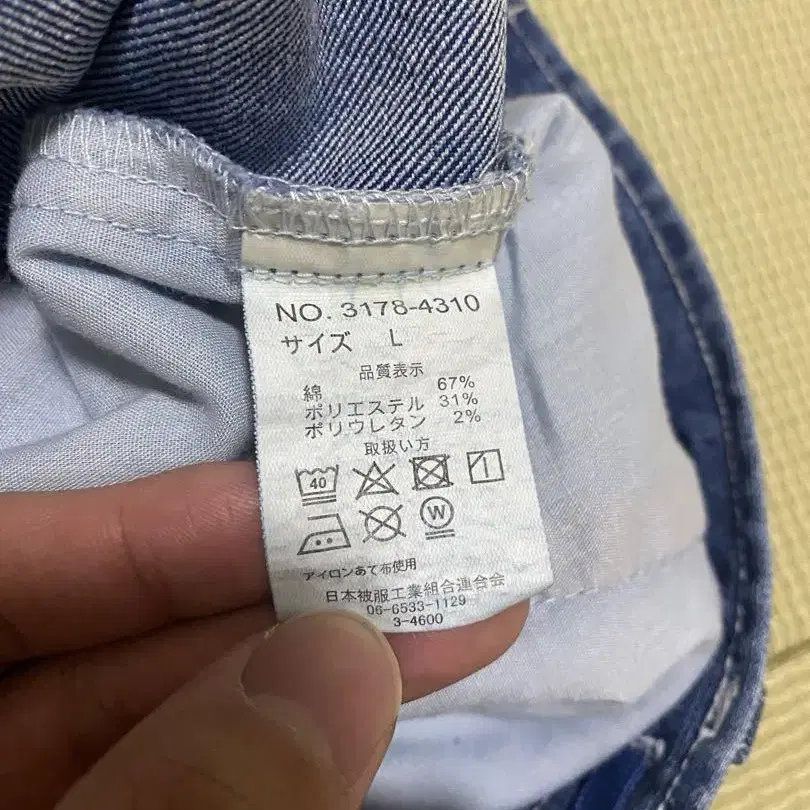 NO. 3178-4310
サイズ L
品質表示
綿 67%
ポリエステル 31%
ポリウレタン 2%
取扱い方
40
W
アイロンあて布使用
日本被服工業組合連合会
06-6533-1129
3-4600